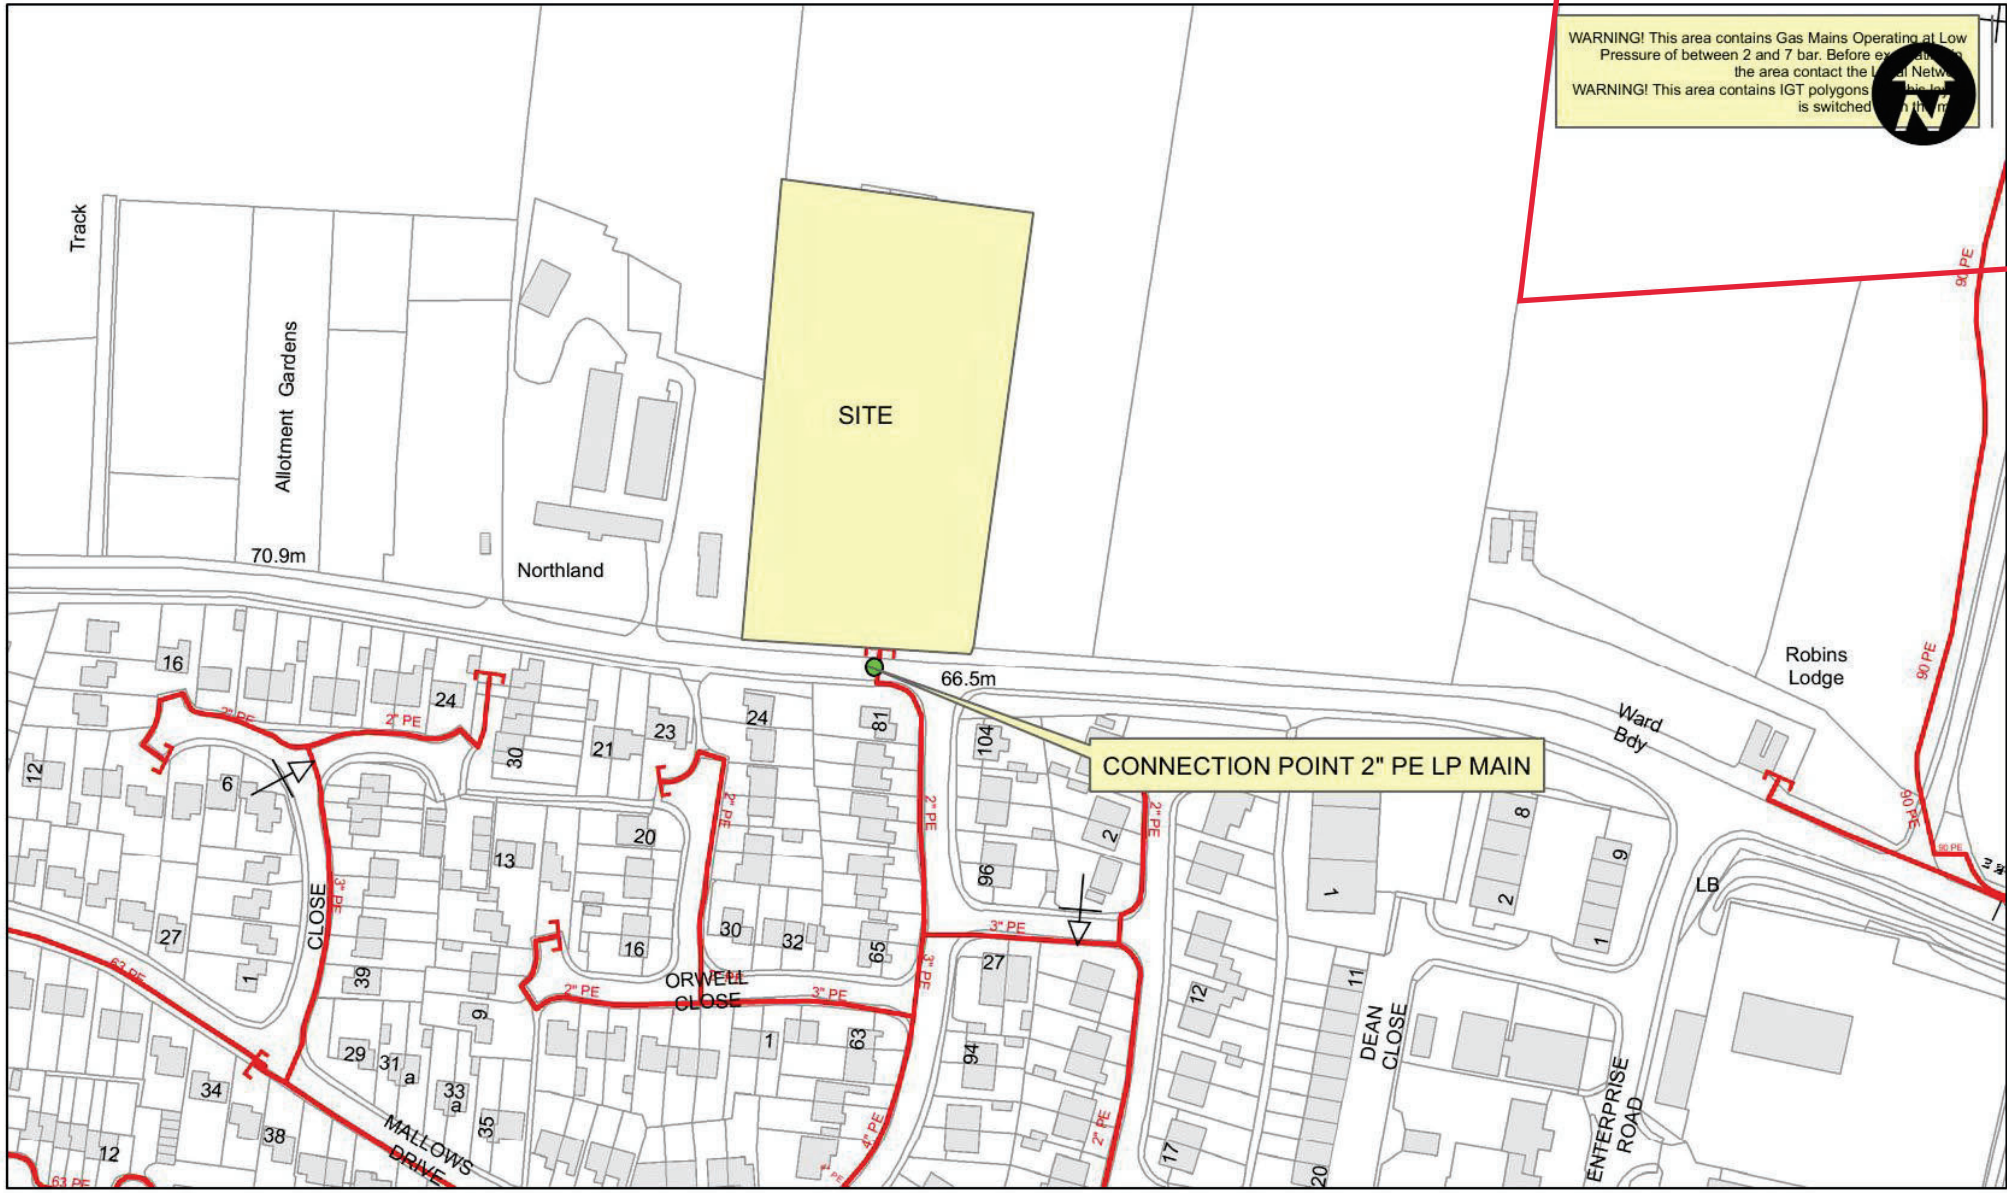 WARNING! This area contains Gas Mains Operating at Low
Pressure of between 2 and 7 bar. Before
the area contact the
WARNING! This area contains IGT polygons
is switched
N
Track
Allotment Gardens
SITE
90 PE
70.9m
Northland
66.5m
Robins
Lodge
90 PE
Ward
Bdy
16
24
2" PE
2" PE
30
21
23
24
81
104
CONNECTION POINT 2" PE LP MAIN
12
6
13
20
2" PE
2" PE
2
2" PE
1
8
9
90 PE
90 PE
96
3" PE
CLOSE
27
1
39
16
30
32
65
3" PE
2
1
LB
27
3" PE
63 PE
9
2" PE
ORWELL
CLOSE
3" PE
12
11
DEAN
CLOSE
29
31
a
33
a
35
1
63
94
34
38
12
MALLOWS
DRIVE
4" PE
2" PE
17
20
ENTERPRISE
ROAD
63 PE